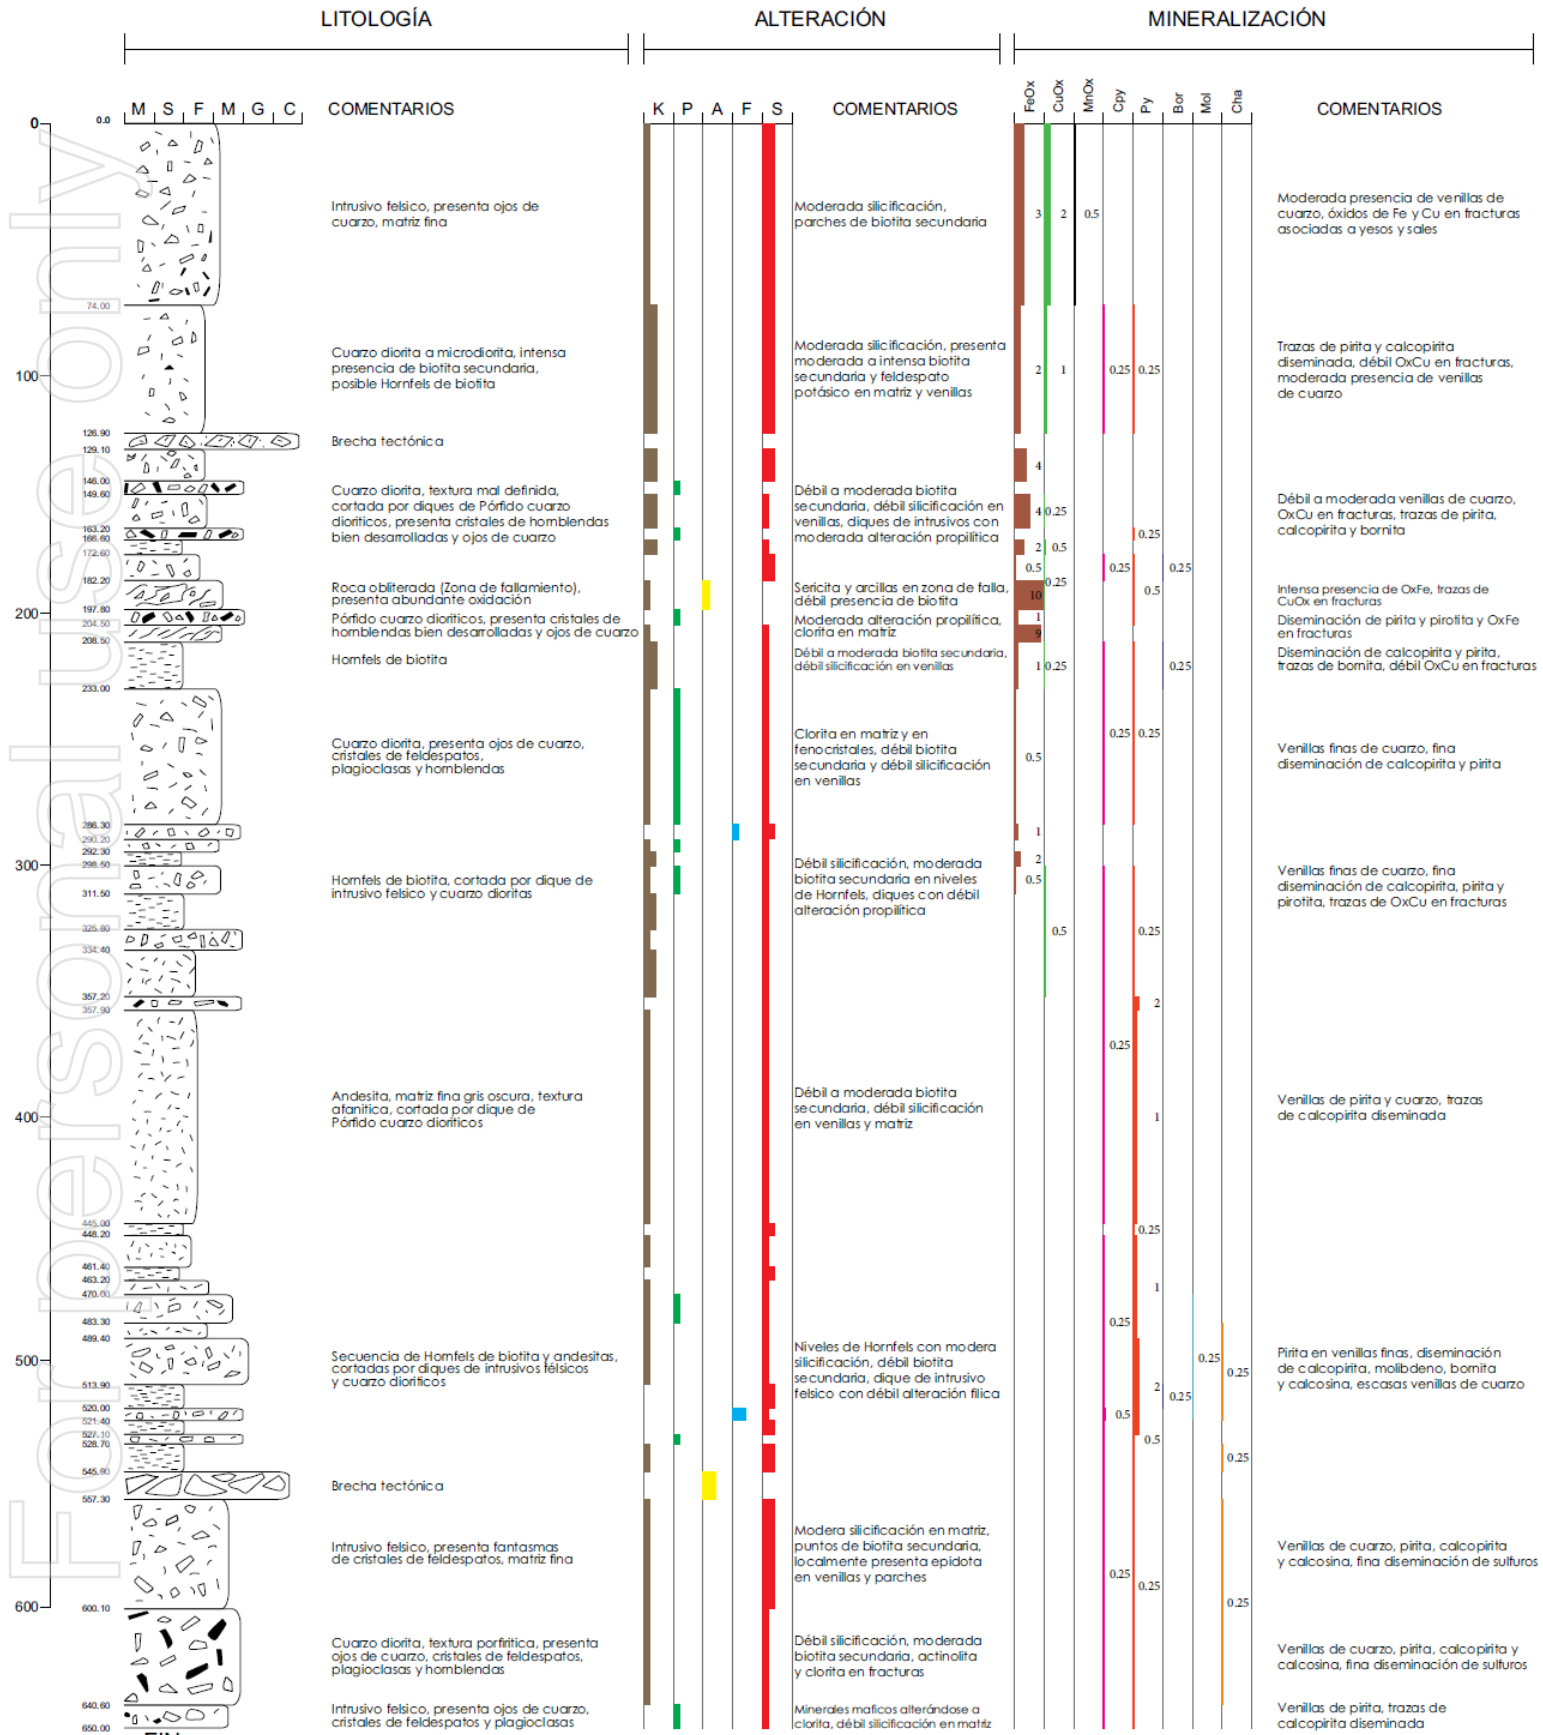 LITOLOGÍA
ALTERACIÓN
MINERALIZACIÓN
M S F M G C
COMENTARIOS
K P A F S
COMENTARIOS
FeOx CuOx MnOx Cpy Py Bor Mol Cha
COMENTARIOS
For personal use only
0
100
200
300
400
500
600
0.0
74.00
126.90
129.10
146.00
149.60
163.20
166.60
172.60
182.20
197.80
204.50
208.50
233.00
286.30
290.20
292.30
298.50
311.50
325.80
334.40
357.20
357.90
445.00
448.20
461.40
463.20
470.00
483.30
489.40
513.90
520.00
521.40
527.10
528.70
545.90
557.30
600.10
640.60
650.00
Intrusivo felsico, presenta ojos de
cuarzo, matriz fina
Cuarzo diorita a microdiorita, intensa
presencia de biotita secundaria,
posible Hornfels de biotita
Brecha tectónica
Cuarzo diorita, textura mal definida,
cortada por diques de Pórfido cuarzo
dioriticos, presenta cristales de hornblendas
bien desarrolladas y ojos de cuarzo
Roca obliterada (Zona de fallamiento),
presenta abundante oxidación
Pórfido cuarzo dioriticos, presenta cristales de
hornblendas bien desarrolladas y ojos de cuarzo
Hornfels de biotita
Cuarzo diorita, presenta ojos de cuarzo,
cristales de feldespatos,
plagioclasas y hornblendas
Hornfels de biotita, cortada por dique de
intrusivo felsico y cuarzo dioritas
Andesita, matriz fina gris oscura, textura
afanitica, cortada por dique de
Pórfido cuarzo dioriticos
Secuencia de Hornfels de biotita y andesitas,
cortadas por diques de intrusivos félsicos
y cuarzo dioriticos
Brecha tectónica
Intrusivo felsico, presenta fantasmas
de cristales de feldespatos, matriz fina
Cuarzo diorita, textura porfiritica, presenta
ojos de cuarzo, cristales de feldespatos,
plagioclasas y hornblendas
Intrusivo felsico, presenta ojos de cuarzo,
cristales de feldespatos y plagioclasas
FIN
Moderada silicificación,
parches de biotita secundaria
Moderada silicificación, presenta
moderada a intensa biotita
secundaria y feldespato
potásico en matriz y venillas
Débil a moderada biotita
secundaria, débil silicificación en
venillas, diques de intrusivos con
moderada alteración propilítica
Sericita y arcillas en zona de falla,
débil presencia de biotita
Moderada alteración propilítica,
clorita en matriz
Débil a moderada biotita secundaria,
débil silicificación en venillas
Clorita en matriz y en
fenocristales, débil biotita
secundaria y débil silicificación
en venillas
Débil silicificación, moderada
biotita secundaria en niveles
de Hornfels, diques con débil
alteración propilítica
Débil a moderada biotita
secundaria, débil silicificación
en venillas y matriz
Niveles de Hornfels con modera
silicificación, débil biotita
secundaria, dique de intrusivo
felsico con débil alteración filica
Modera silicificación en matriz,
puntos de biotita secundaria,
localmente presenta epidota
en venillas y parches
Débil silicificación, moderada
biotita secundaria, actinolita
y clorita en fracturas
Minerales maficos alterándose a
clorita, débil silicificación en matriz
3 2 0.5
2 1 0.25 0.25
4
4 0.25
0.25
2 0.5
0.5 0.25 0.25
0.25
10 0.5
1
9
1 0.25 0.25
0.25 0.25
0.5
1
2
0.5
0.5 0.25
2
0.25
1
0.25
1
0.25
0.25 0.25
2 0.25
0.5
0.5
0.25
0.25 0.25
0.25
Moderada presencia de venillas de
cuarzo, óxidos de Fe y Cu en fracturas
asociadas a yesos y sales
Trazas de pirita y calcopirita
diseminada, débil OxCu en fracturas,
moderada presencia de venillas
de cuarzo
Débil a moderada venillas de cuarzo,
OxCu en fracturas, trazas de pirita,
calcopirita y bornita
Intensa presencia de OxFe, trazas de
CuOx en fracturas
Diseminación de pirita y pirotita y OxFe
en fracturas
Diseminación de calcopirita y pirita,
trazas de bornita, débil OxCu en fracturas
Venillas finas de cuarzo, fina
diseminación de calcopirita y pirita
Venillas finas de cuarzo, fina
diseminación de calcopirita, pirita y
pirotita, trazas de OxCu en fracturas
Venillas de pirita y cuarzo, trazas
de calcopirita diseminada
Pirita en venillas finas, diseminación
de calcopirita, molibdeno, bornita
y calcosina, escasas venillas de cuarzo
Venillas de cuarzo, pirita, calcopirita
y calcosina, fina diseminación de sulfuros
Venillas de cuarzo, pirita, calcopirita y
calcosina, fina diseminación de sulfuros
Venillas de pirita, trazas de
calcopirita diseminada